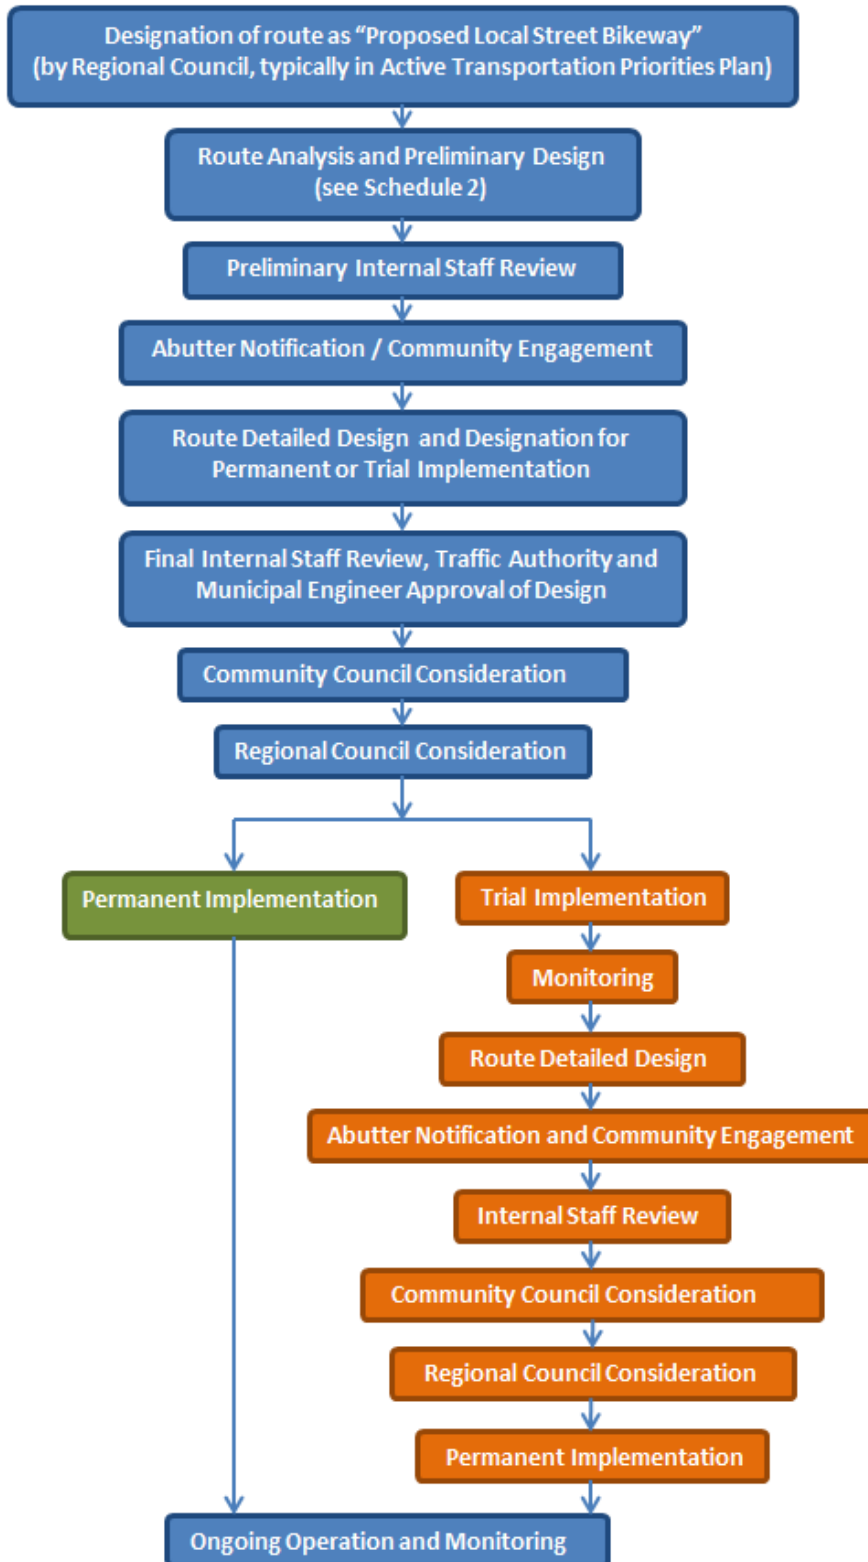 Designation of route as “Proposed Local Street Bikeway”
(by Regional Council, typically in Active Transportation Priorities Plan)
Route Analysis and Preliminary Design
(see Schedule 2)
Preliminary Internal Staff Review
Abutter Notification / Community Engagement
Route Detailed Design and Designation for
Permanent or Trial Implementation
Final Internal Staff Review, Traffic Authority and
Municipal Engineer Approval of Design
Community Council Consideration
Regional Council Consideration
Permanent Implementation
Trial Implementation
Monitoring
Route Detailed Design
Abutter Notification and Community Engagement
Internal Staff Review
Community Council Consideration
Regional Council Consideration
Permanent Implementation
Ongoing Operation and Monitoring